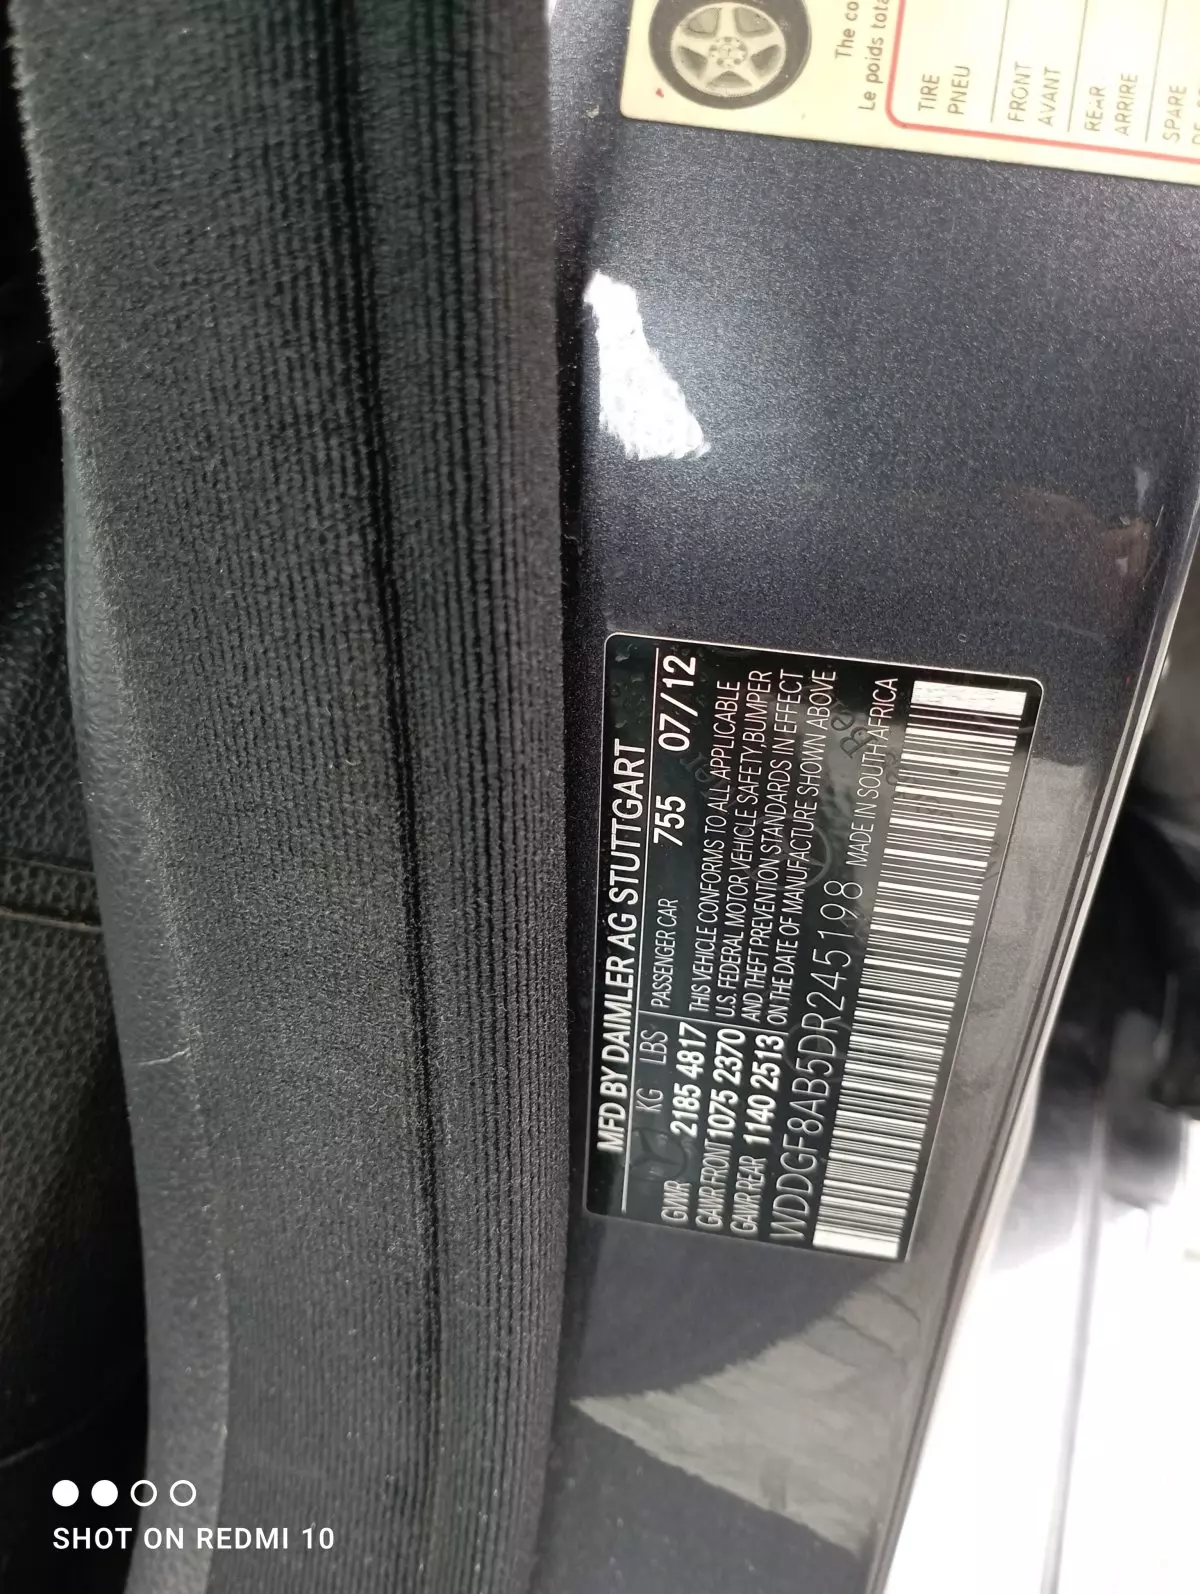 The co
Le poids tota
TIRE
PNEU
FRONT
AVANT
REAR
ARRIRE
SPARE
MFD BY DAIMLER AG STUTTGART
KG LBS PASSENGER CAR 755 07/12
GVWR 2185 4817
GAWR FRONT 1075 2370
GAWR REAR 1140 2513
THIS VEHICLE CONFORMS TO ALL APPLICABLE
U.S. FEDERAL MOTOR VEHICLE SAFETY,BUMPER
AND THEFT PREVENTION STANDARDS IN EFFECT
ON THE DATE OF MANUFACTURE SHOWN ABOVE
WDDGF8AB5DR245198 MADE IN SOUTH AFRICA
SHOT ON REDMI 10